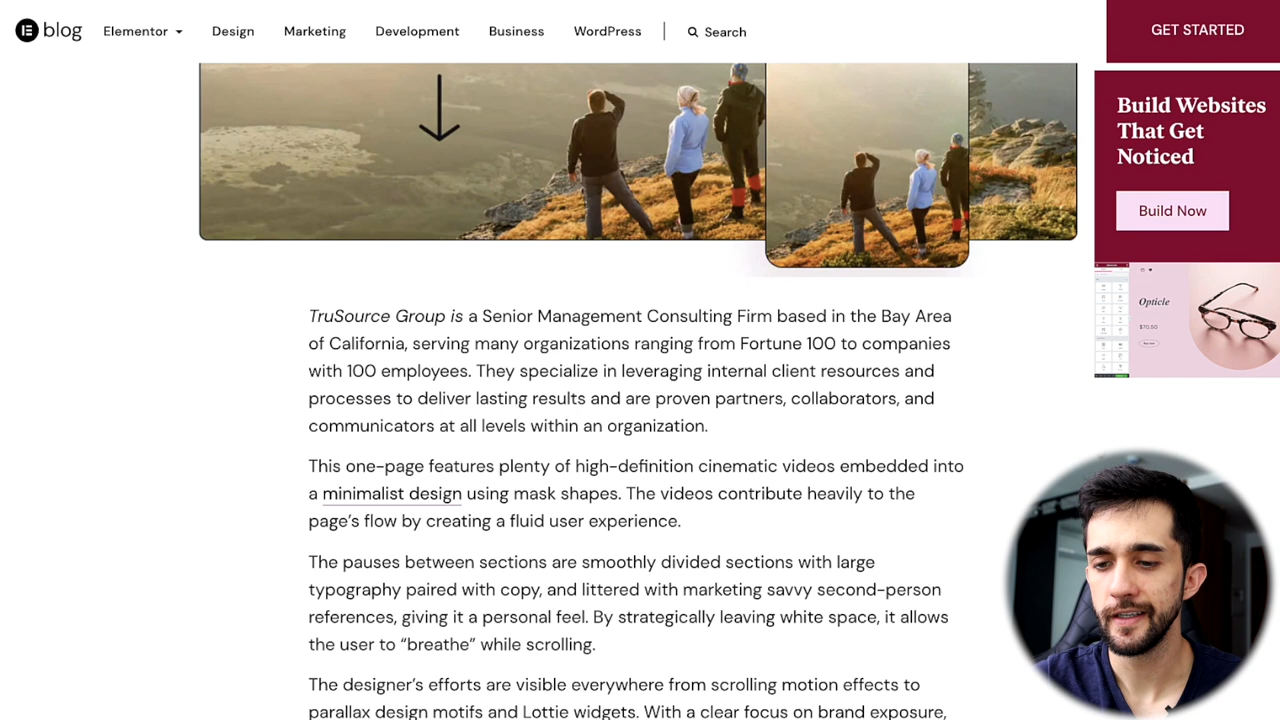 blog
Elementor
Design
Marketing
Development
Business
WordPress
Search
GET STARTED
Build Websites
That Get
Noticed
Build Now
Opticle
$70.50
TruSource Group is a Senior Management Consulting Firm based in the Bay Area
of California, serving many organizations ranging from Fortune 100 to companies
with 100 employees. They specialize in leveraging internal client resources and
processes to deliver lasting results and are proven partners, collaborators, and
communicators at all levels within an organization.
This one-page features plenty of high-definition cinematic videos embedded into
a minimalist design using mask shapes. The videos contribute heavily to the
page’s flow by creating a fluid user experience.
The pauses between sections are smoothly divided sections with large
typography paired with copy, and littered with marketing savvy second-person
references, giving it a personal feel. By strategically leaving white space, it allows
the user to “breathe” while scrolling.
The designer’s efforts are visible everywhere from scrolling motion effects to
parallax design motifs and Lottie widgets. With a clear focus on brand exposure,